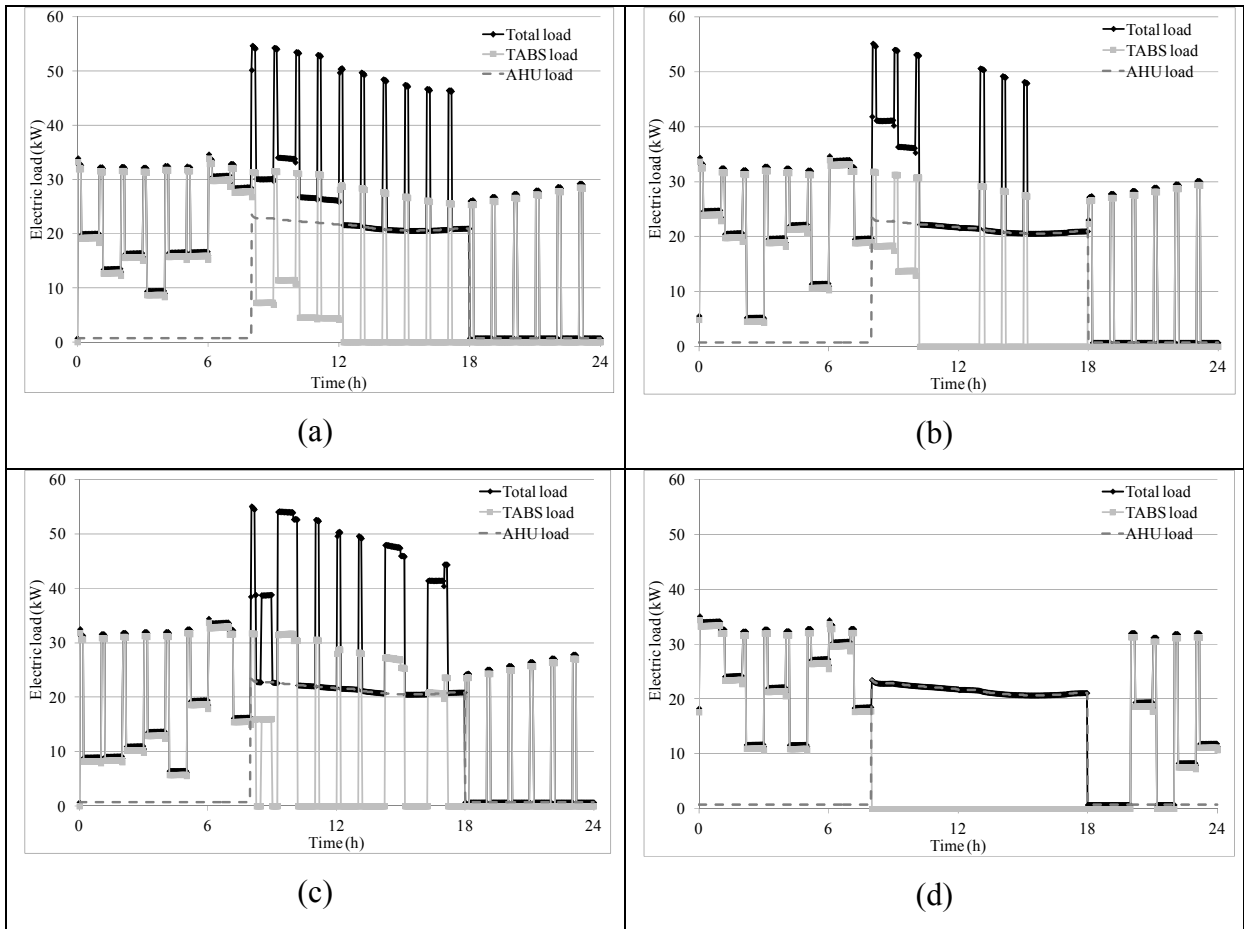 60
50
40
30
20
10
0
Electric load (kW)
Total load
TABS load
AHU load
0 6 12 18 24
Time (h)
(a)
60
50
40
30
20
10
0
Electric load (kW)
Total load
TABS load
AHU load
0 6 12 18 24
Time (h)
(b)
60
50
40
30
20
10
0
Electric load (kW)
Total load
TABS load
AHU load
0 6 12 18 24
Time (h)
(c)
60
50
40
30
20
10
0
Electric load (kW)
Total load
TABS load
AHU load
0 6 12 18 24
Time (h)
(d)